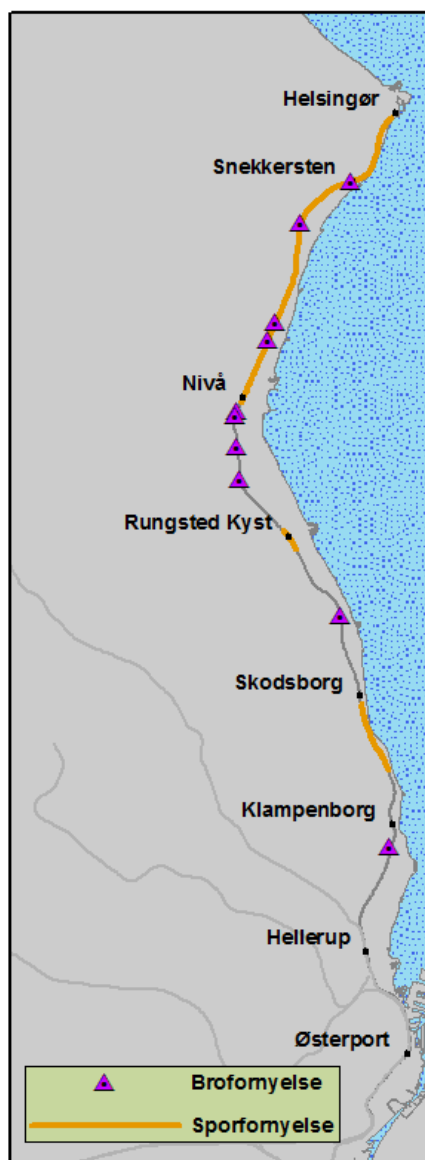 Helsingør
Snekkersten
Nivå
Rungsted Kyst
Skodsborg
Klampenborg
Hellerup
Østerport
Brofornyelse
Sporfornyelse